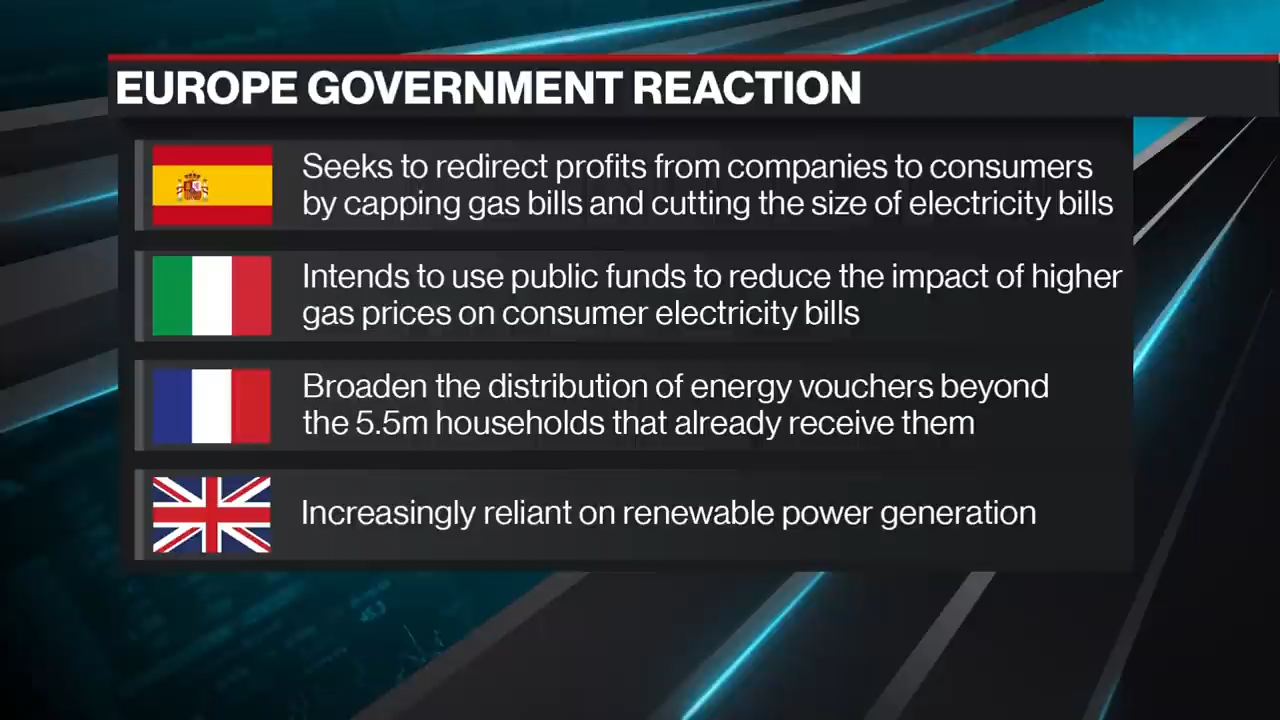 EUROPE GOVERNMENT REACTION
Seeks to redirect profits from companies to consumers
by capping gas bills and cutting the size of electricity bills
Intends to use public funds to reduce the impact of higher
gas prices on consumer electricity bills
Broaden the distribution of energy vouchers beyond
the 5.5m households that already receive them
Increasingly reliant on renewable power generation